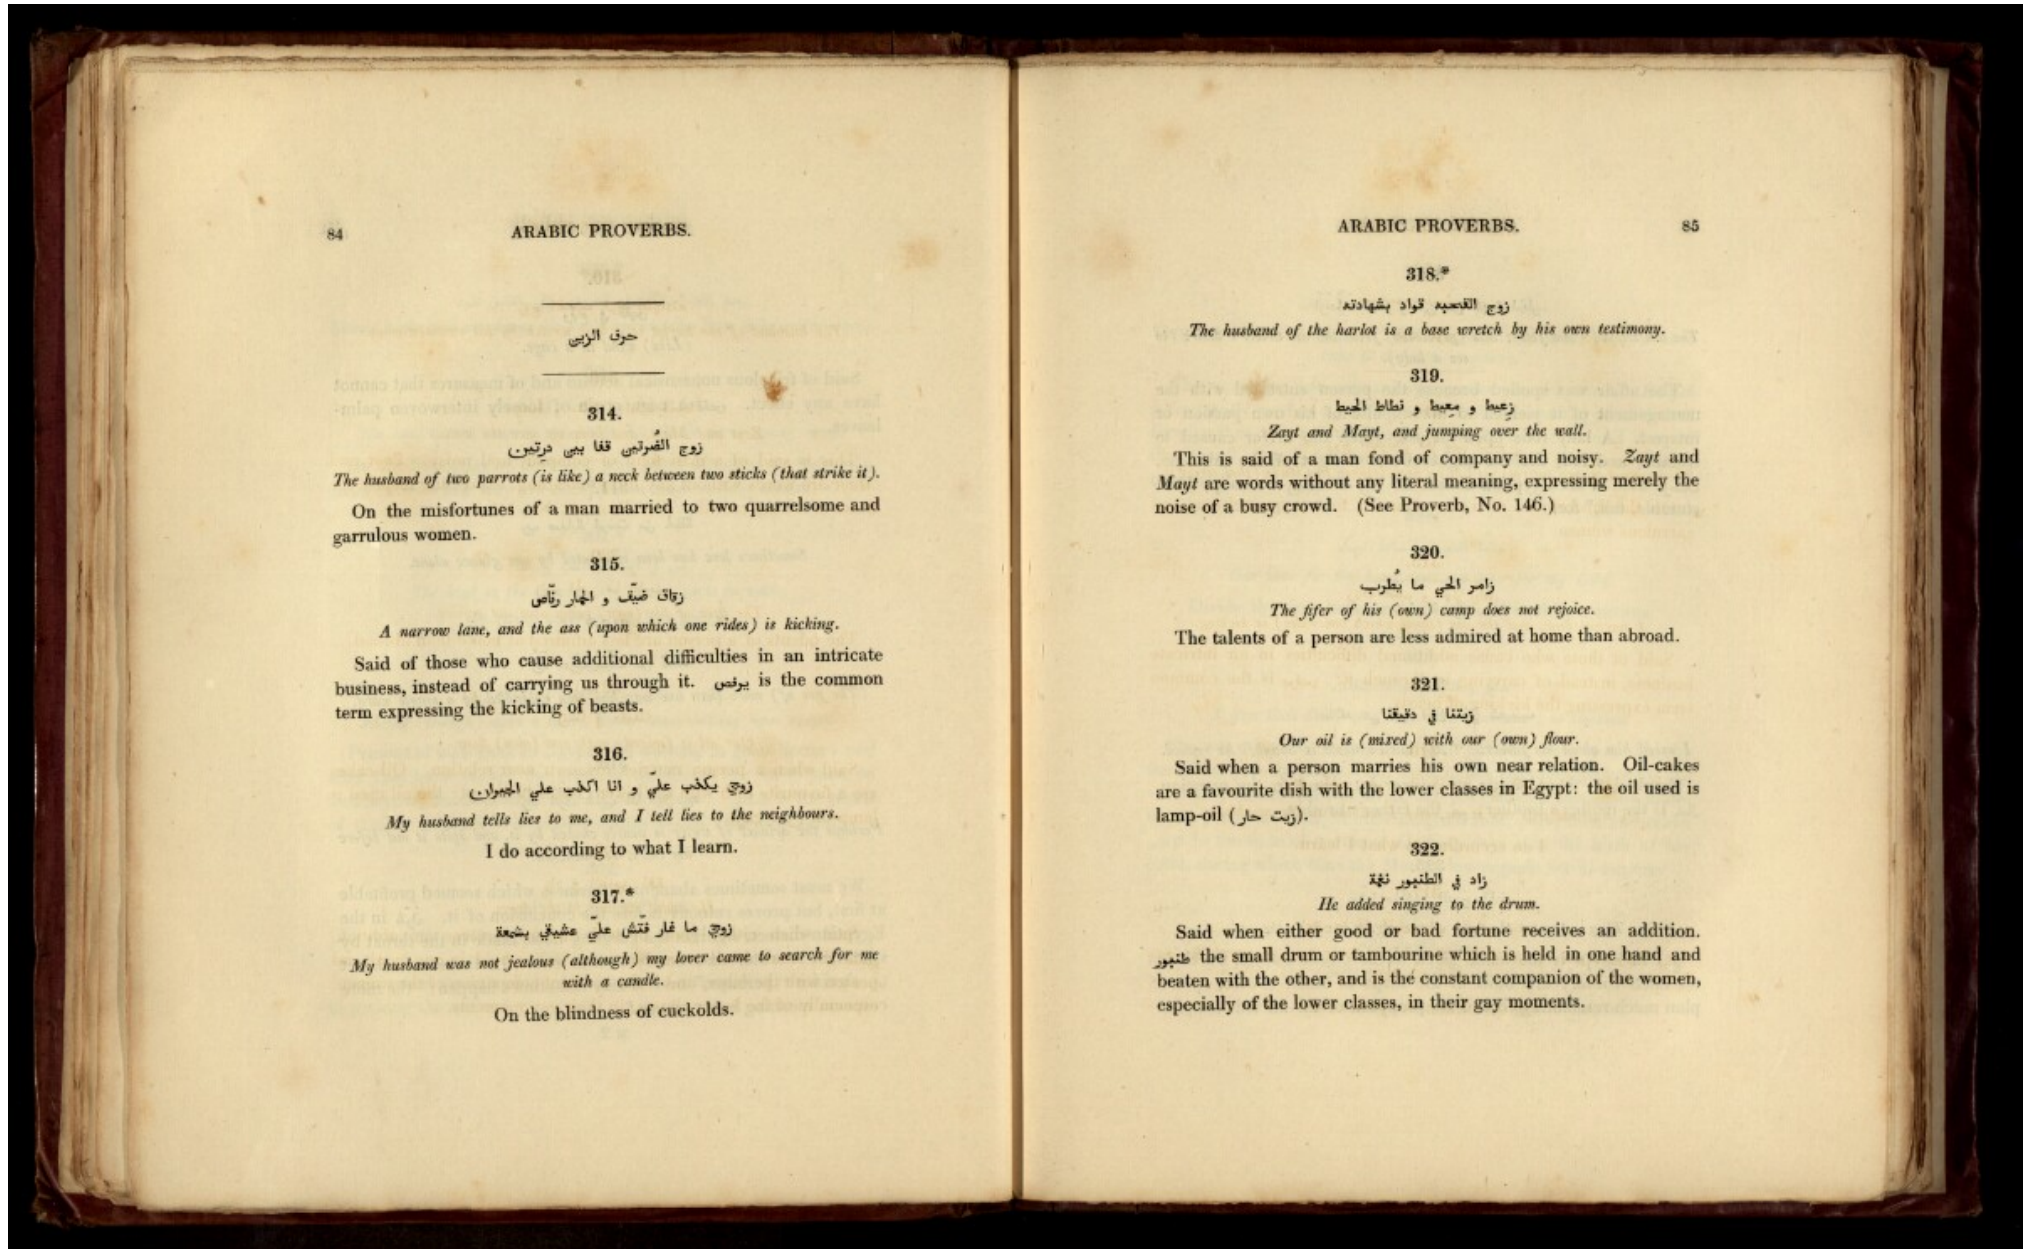 84
ARABIC PROVERBS.
حرف الزين
314.
زوج الضُرتين قفا بين درتين
The husband of two parrots (is like) a neck between two sticks (that strike it).
On the misfortunes of a man married to two quarrelsome and
garrulous women.
315.
زقاق ضيّف و الحمار رفّاص
A narrow lane, and the ass (upon which one rides) is kicking.
Said of those who cause additional difficulties in an intricate
business, instead of carrying us through it. يرفص is the common
term expressing the kicking of beasts.
316.
زوجي يكذب عليّ و انا اكذب علي الجيران
My husband tells lies to me, and I tell lies to the neighbours.
I do according to what I learn.
317.*
زوجي ما غار فتّش عليّ عشيقي بشمعة
My husband was not jealous (although) my lover came to search for me
with a candle.
On the blindness of cuckolds.
ARABIC PROVERBS.
85
318.*
زوج القحبه قواد بشهادته
The husband of the harlot is a base wretch by his own testimony.
319.
زعيط و معيط و نطاط الحيط
Zayt and Mayt, and jumping over the wall.
This is said of a man fond of company and noisy. Zayt and
Mayt are words without any literal meaning, expressing merely the
noise of a busy crowd. (See Proverb, No. 146.)
320.
زامر الحي ما يُطرب
The fifer of his (own) camp does not rejoice.
The talents of a person are less admired at home than abroad.
321.
زيتنا في دقيقنا
Our oil is (mixed) with our (own) flour.
Said when a person marries his own near relation. Oil-cakes
are a favourite dish with the lower classes in Egypt: the oil used is
lamp-oil (زيت حار).
322.
زاد في الطنبور نغمة
He added singing to the drum.
Said when either good or bad fortune receives an addition.
طنبور the small drum or tambourine which is held in one hand and
beaten with the other, and is the constant companion of the women,
especially of the lower classes, in their gay moments.